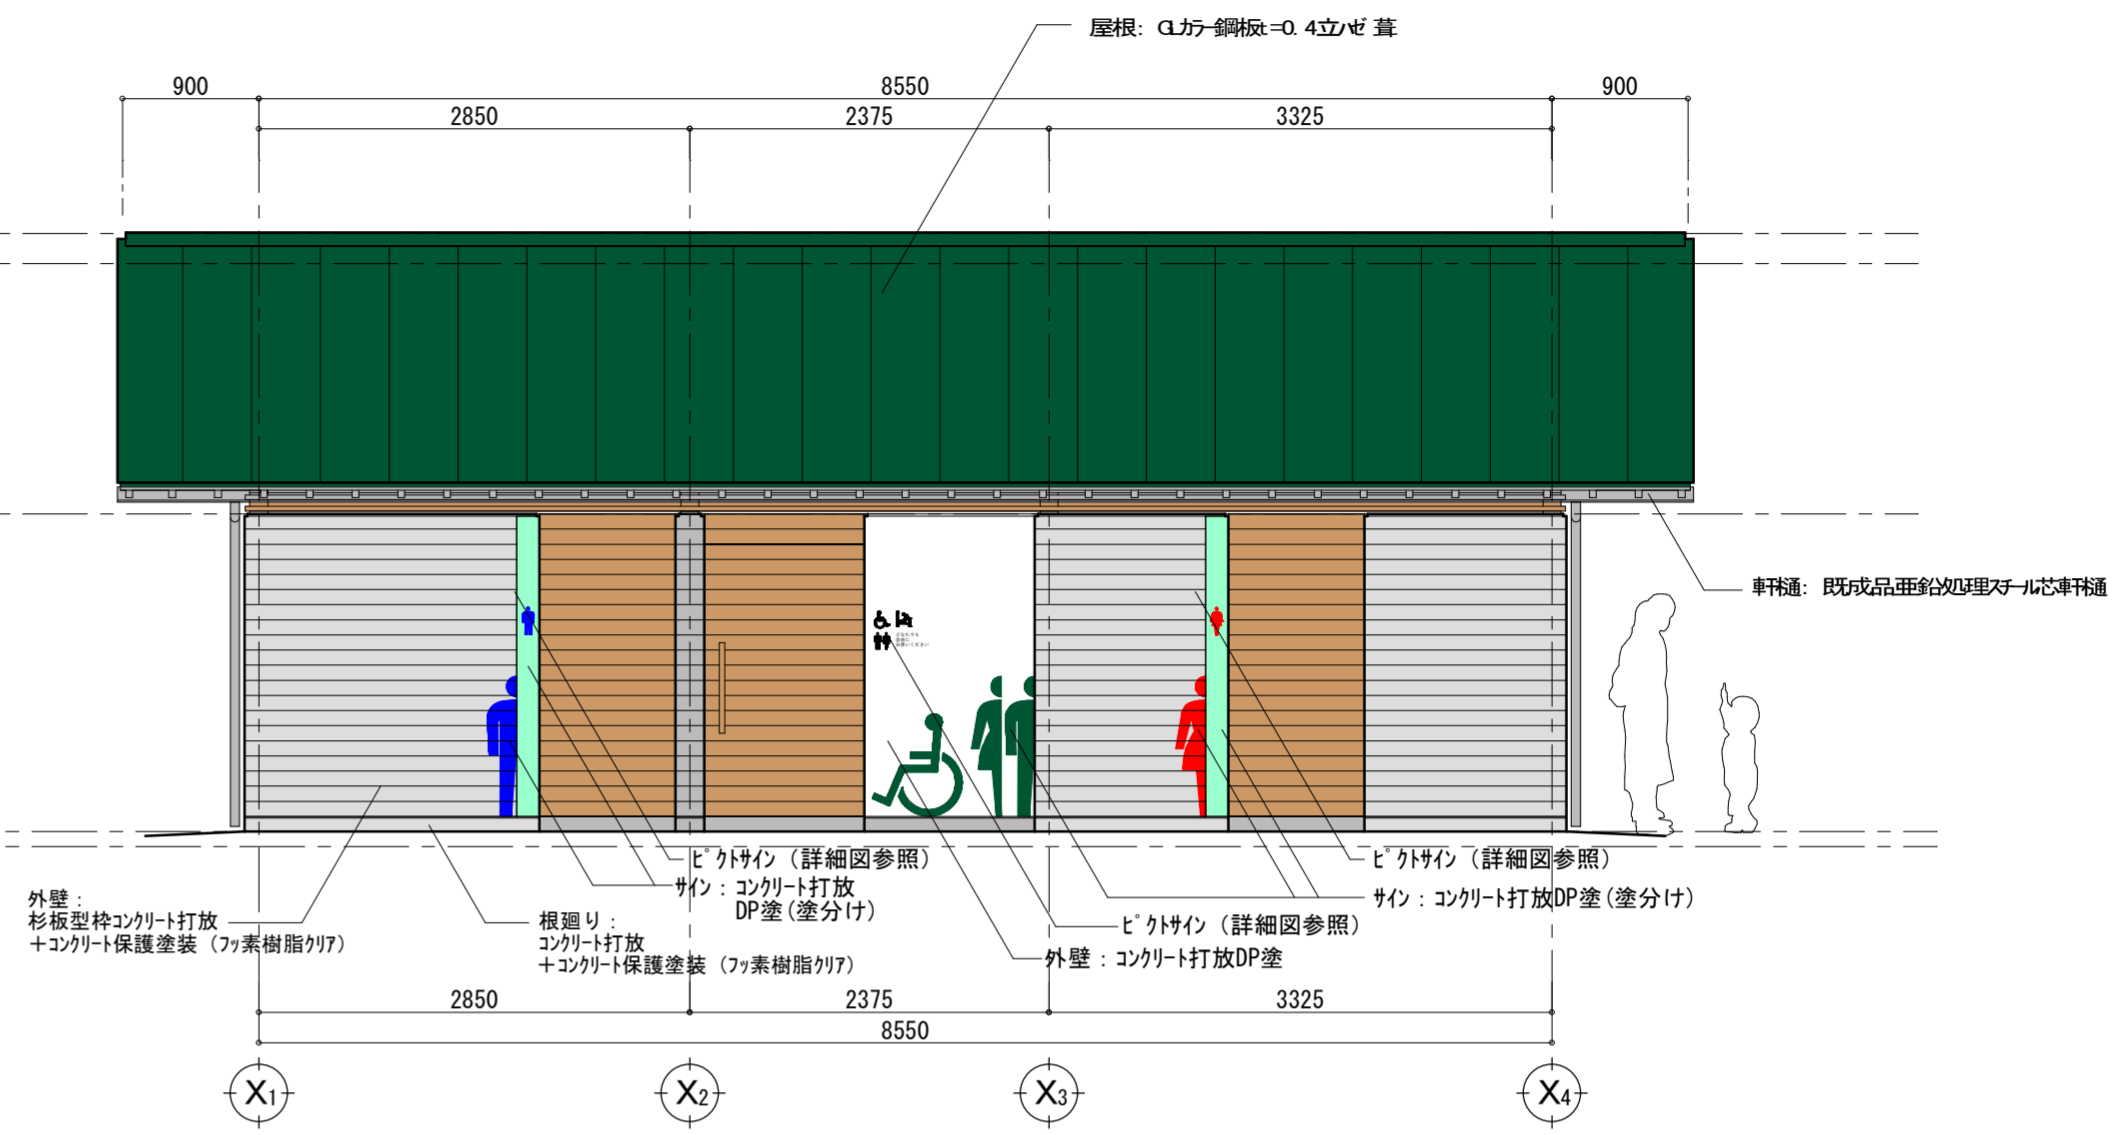 屋根: GLカラー鋼板t=0.4立ハゼ葺
900
8550
900
2850
2375
3325
軒樋: 既成品亜鉛処理スチール芯軒樋
ピクトサイン（詳細図参照）
サイン：コンクリート打放
DP塗(塗分け)
ピクトサイン（詳細図参照）
サイン：コンクリート打放DP塗(塗分け)
外壁：
杉板型枠コンクリート打放
＋コンクリート保護塗装（フッ素樹脂クリア）
根廻り：
コンクリート打放
＋コンクリート保護塗装（フッ素樹脂クリア）
ピクトサイン（詳細図参照）
外壁：コンクリート打放DP塗
2850
2375
3325
8550
X1
X2
X3
X4